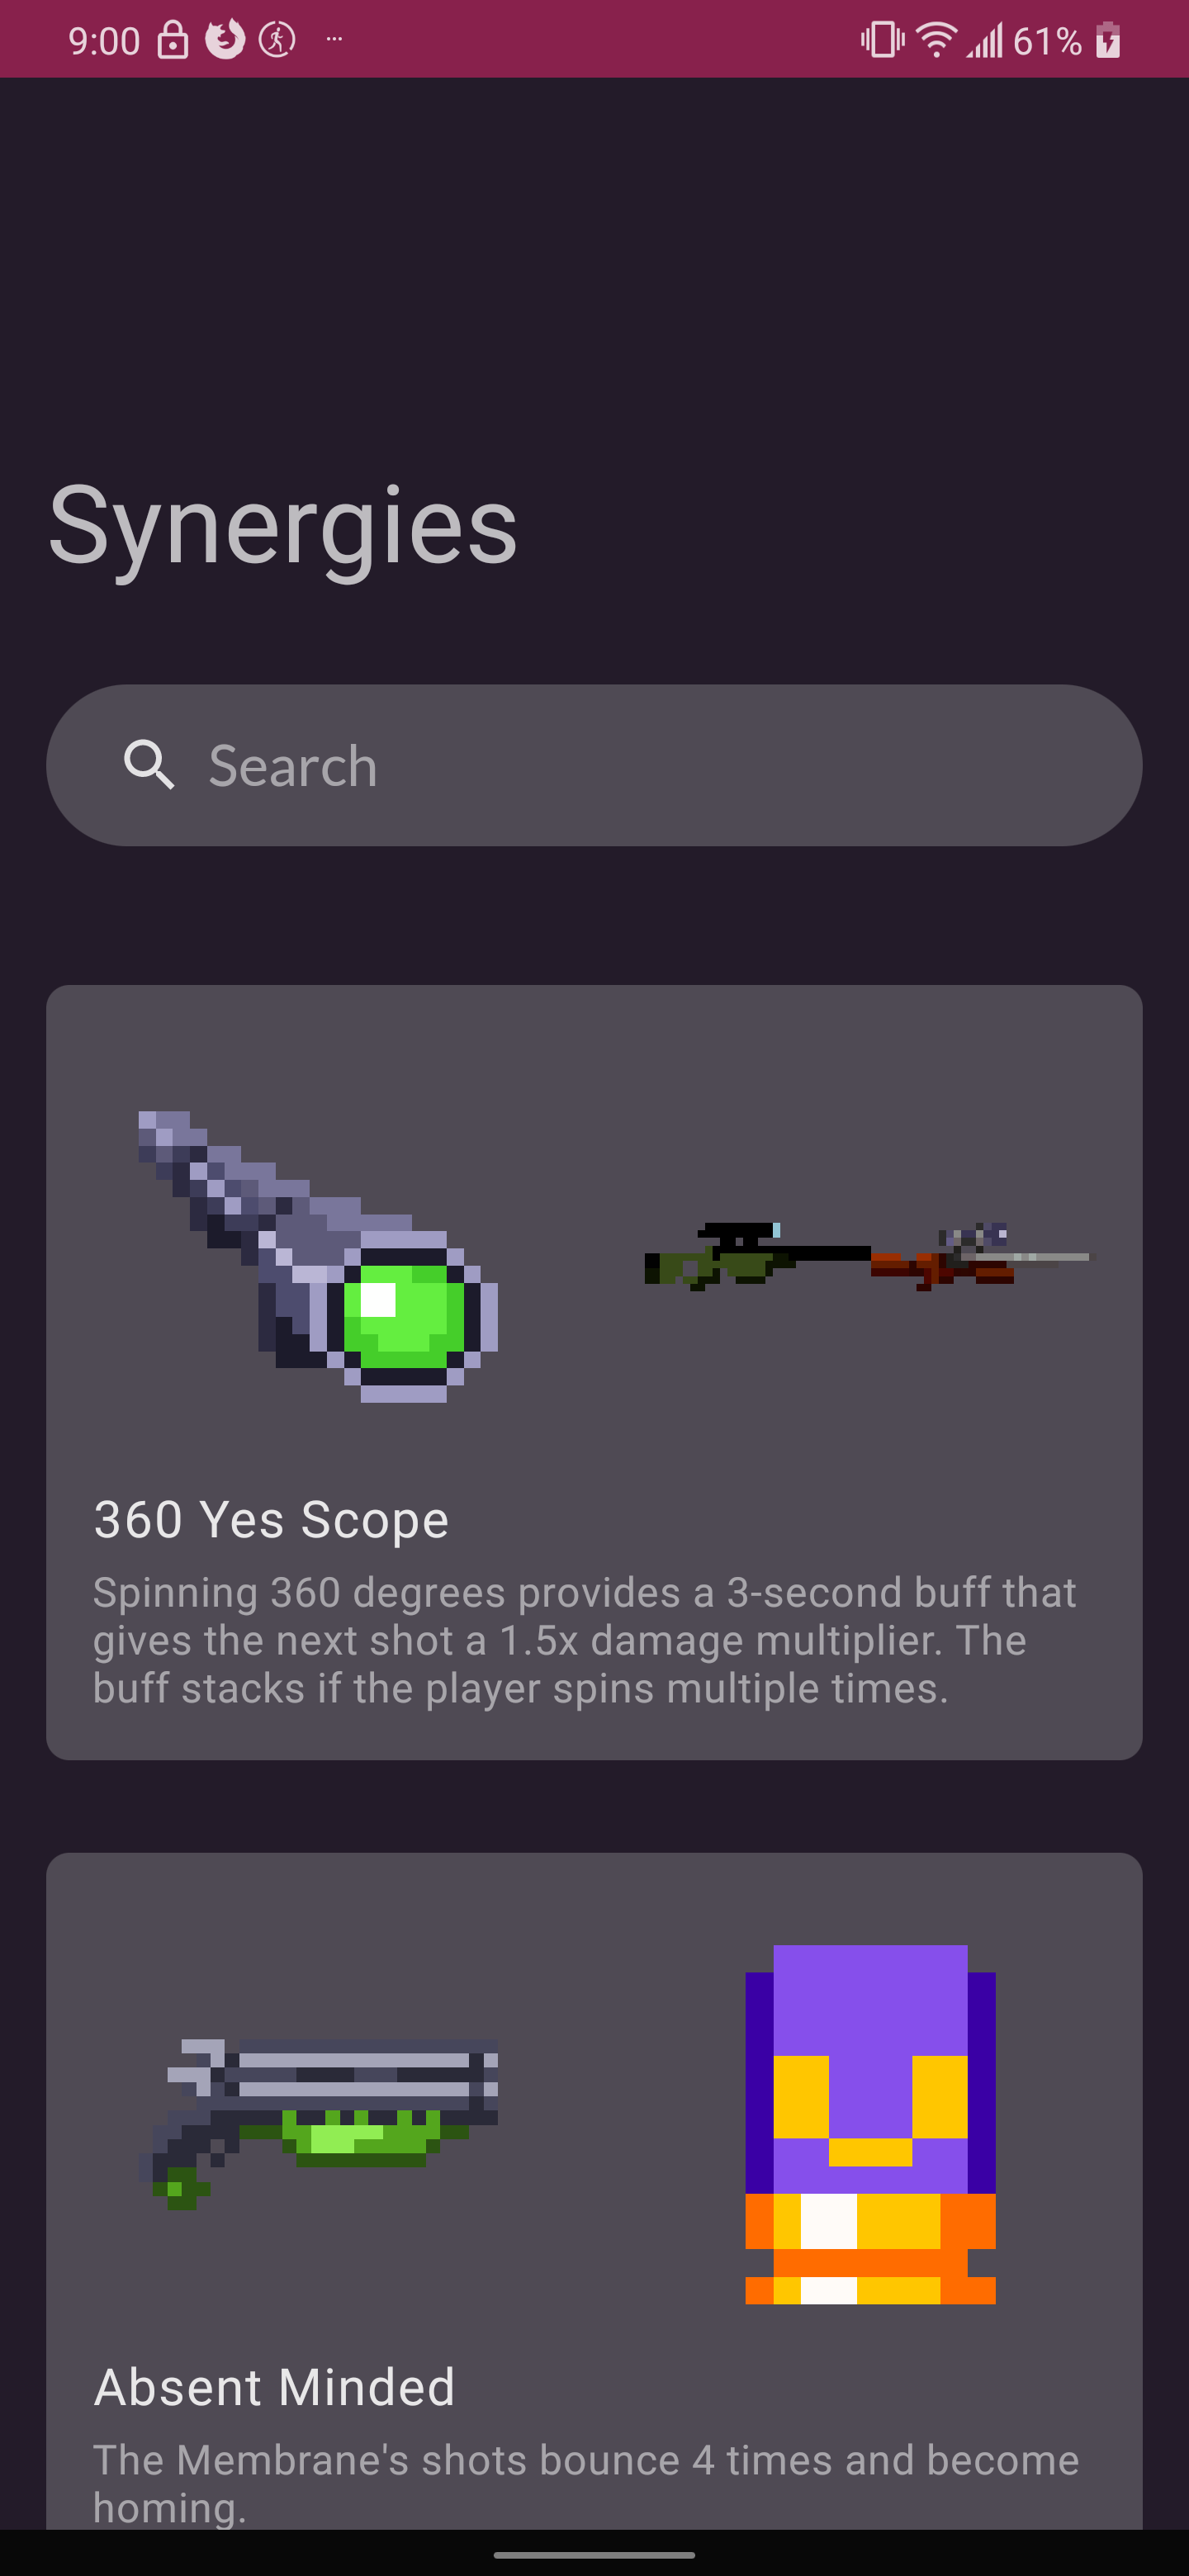 9:00 ... 61%
Synergies
Search
360 Yes Scope
Spinning 360 degrees provides a 3-second buff that
gives the next shot a 1.5x damage multiplier. The
buff stacks if the player spins multiple times.
Absent Minded
The Membrane's shots bounce 4 times and become
homing.